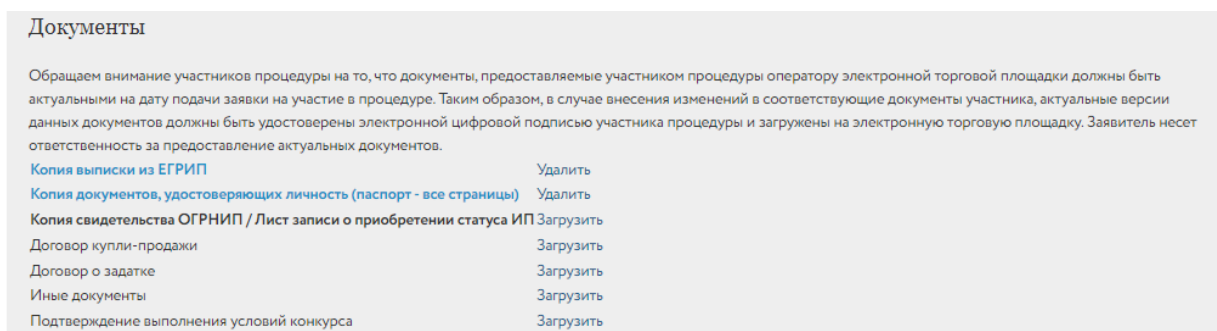 Документы
Обращаем внимание участников процедуры на то, что документы, предоставляемые участником процедуры оператору электронной торговой площадки должны быть
актуальными на дату подачи заявки на участие в процедуре. Таким образом, в случае внесения изменений в соответствующие документы участника, актуальные версии
данных документов должны быть удостоверены электронной цифровой подписью участника процедуры и загружены на электронную торговую площадку. Заявитель несет
ответственность за предоставление актуальных документов.
Копия выписки из ЕГРИП Удалить
Копия документов, удостоверяющих личность (паспорт - все страницы) Удалить
Копия свидетельства ОГРНИП / Лист записи о приобретении статуса ИП Загрузить
Договор купли-продажи Загрузить
Договор о задатке Загрузить
Иные документы Загрузить
Подтверждение выполнения условий конкурса Загрузить